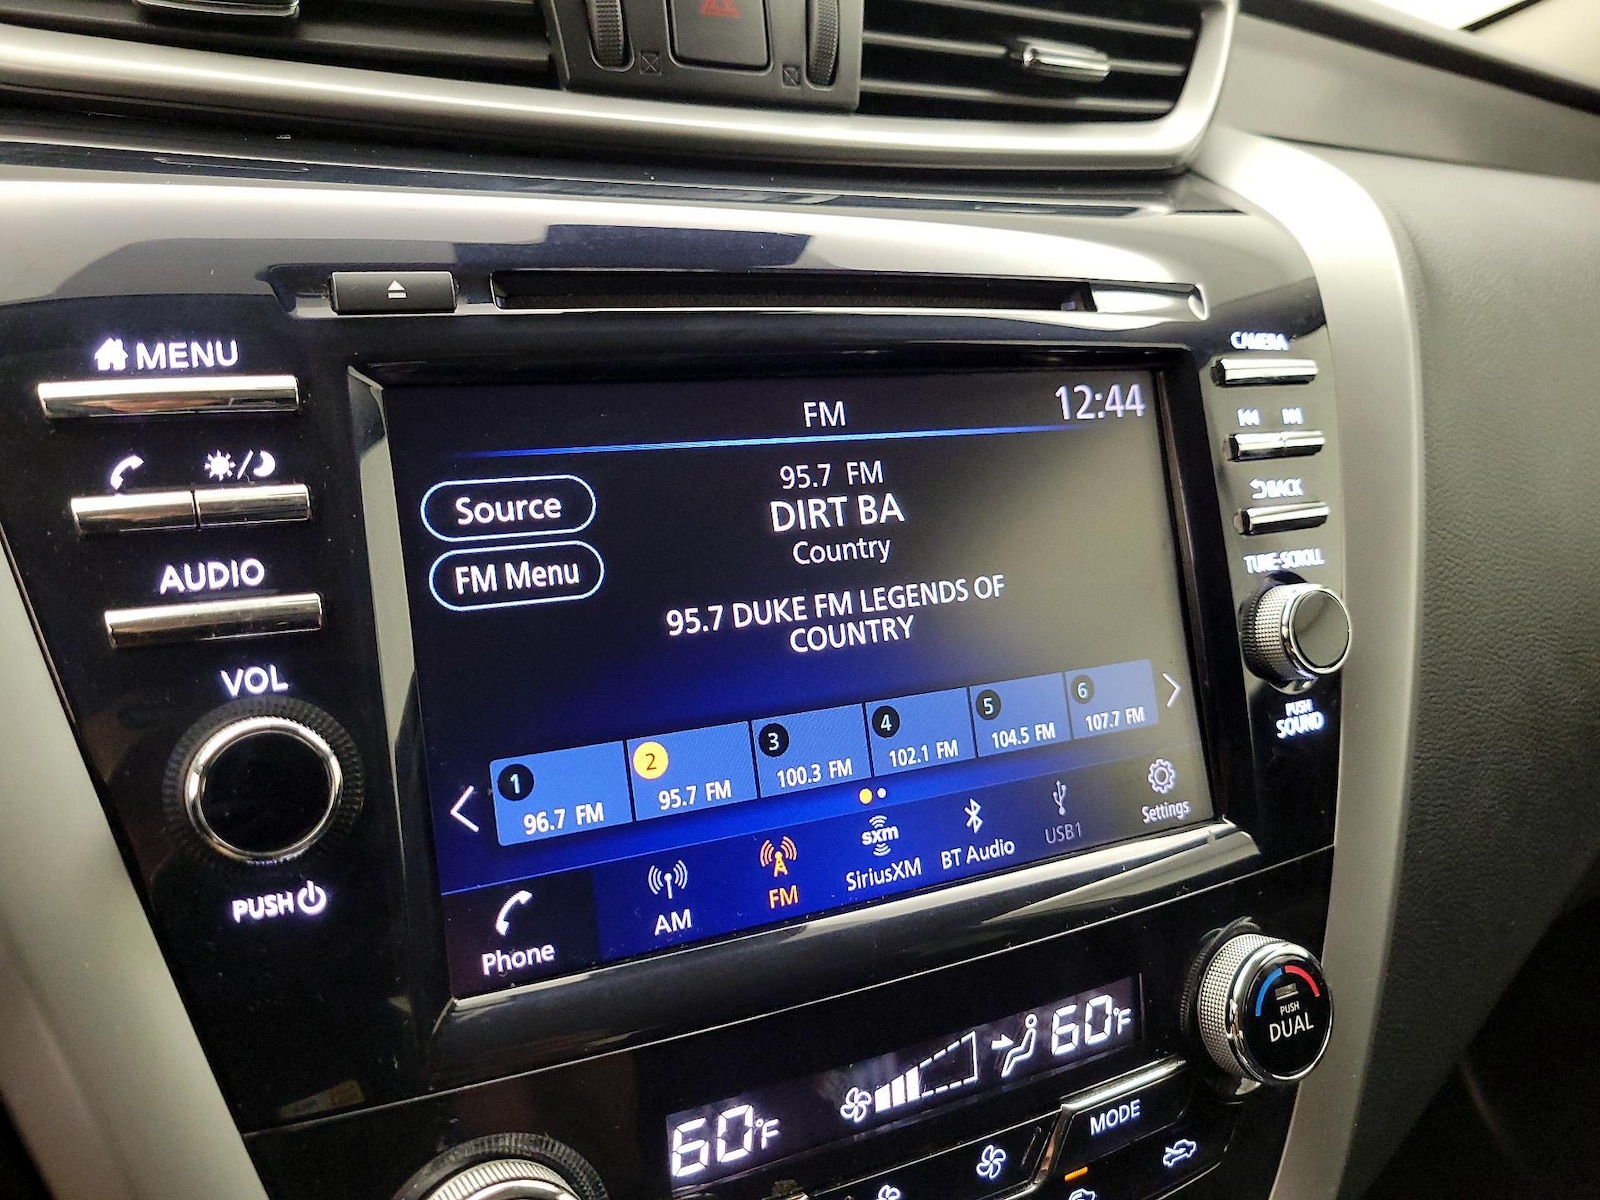 MENU
AUDIO
VOL
PUSH
FM
12:44
Source
FM Menu
95.7 FM
DIRT BA
Country
95.7 DUKE FM LEGENDS OF
COUNTRY
1
96.7 FM
2
95.7 FM
3
100.3 FM
4
102.1 FM
5
104.5 FM
6
107.7 FM
Phone
AM
FM
sxm
SiriusXM
BT Audio
USB1
Settings
CAMERA
BACK
TUNE·SCROLL
PUSH
SOUND
60°F
60°F
PUSH
DUAL
MODE